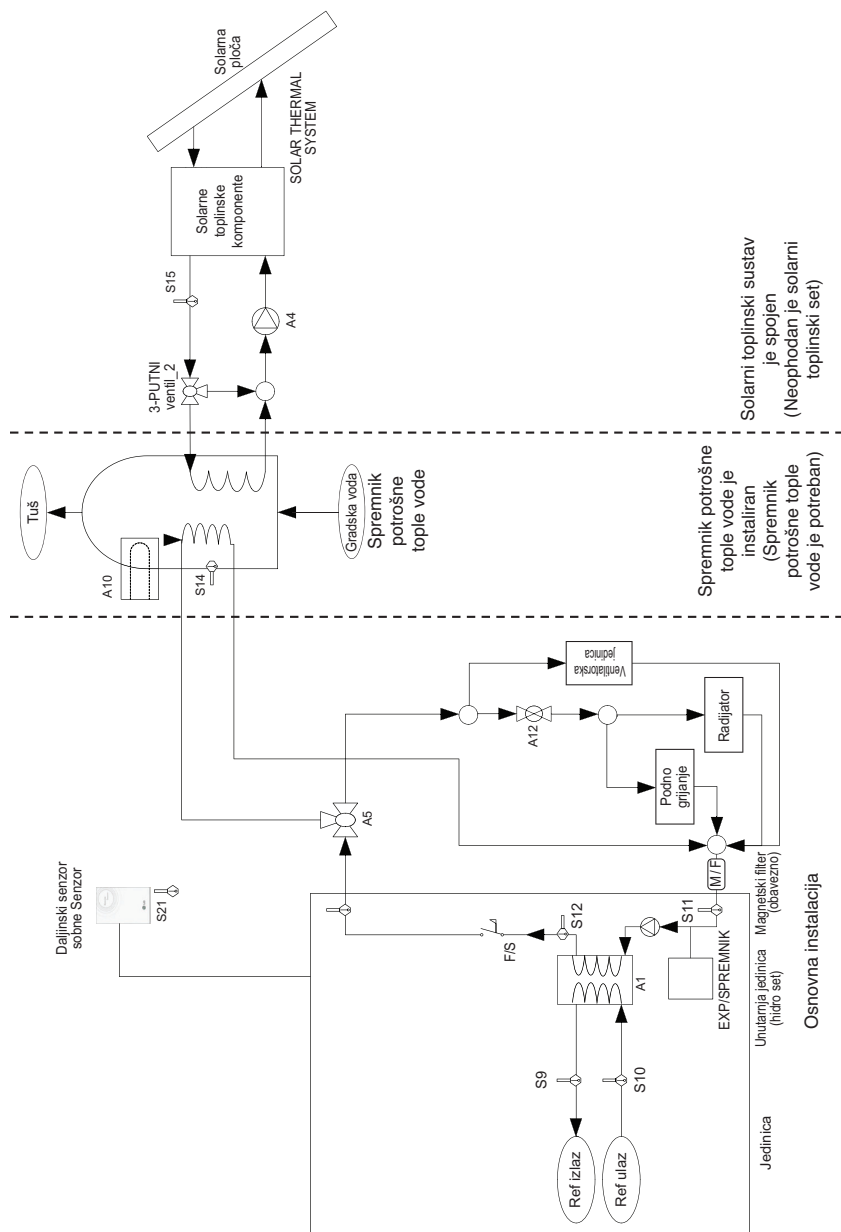 Solarna
ploča
SOLAR THERMAL
SYSTEM
Solarne
toplinske
komponente
S15
A4
3-PUTNI
ventil_2
Solarni toplinski sustav
je spojen
(Neophodan je solarni
toplinski set)
Tuš
A10
S14
Gradska voda
Spremnik
potrošne
tople vode
Spremnik potrošne
tople vode je
instaliran
(Spremnik
potrošne tople
vode je potreban)
Ventilatorska
jedinica
A12
Radijator
Podno
grijanje
A5
M / F
Magnetski filter
(obavezno)
Daljinski senzor
sobne Senzor
S21
S12
S11
F/S
A1
EXP/SPREMNIK
Unutarnja jedinica
(hidro set)
S9
S10
Ref izlaz
Ref ulaz
Jedinica
Osnovna instalacija